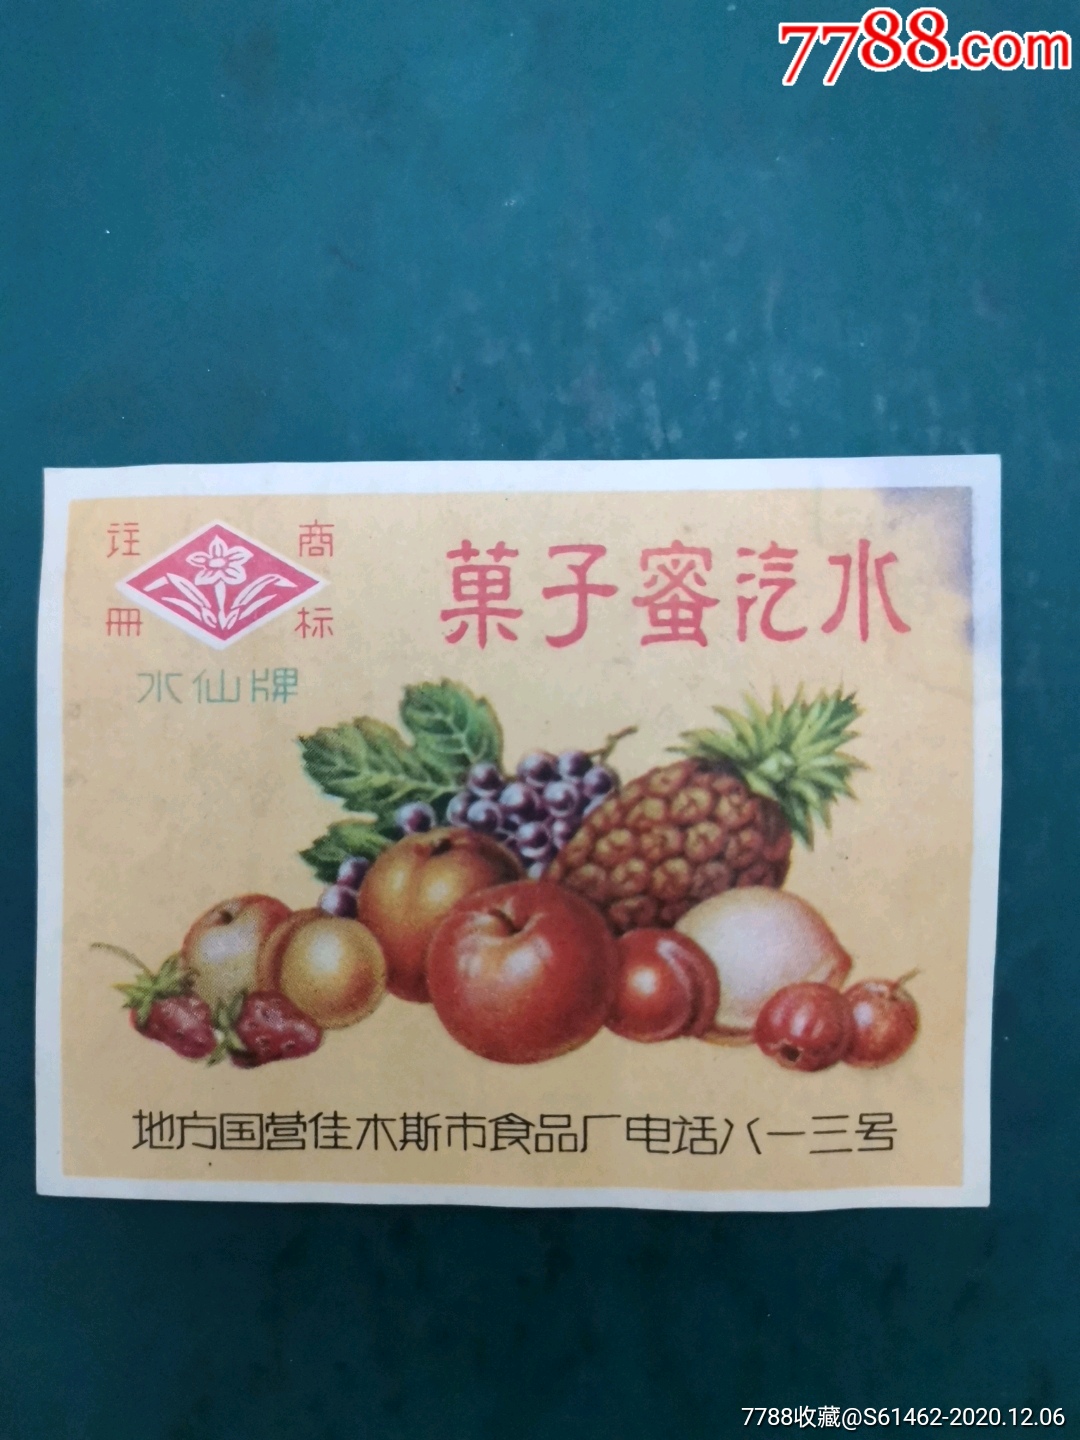 7788.com
註 商
冊 标
水仙牌
菓子蜜汽水
地方国营佳木斯市食品厂电话八一三号
7788收藏@S61462-2020.12.06